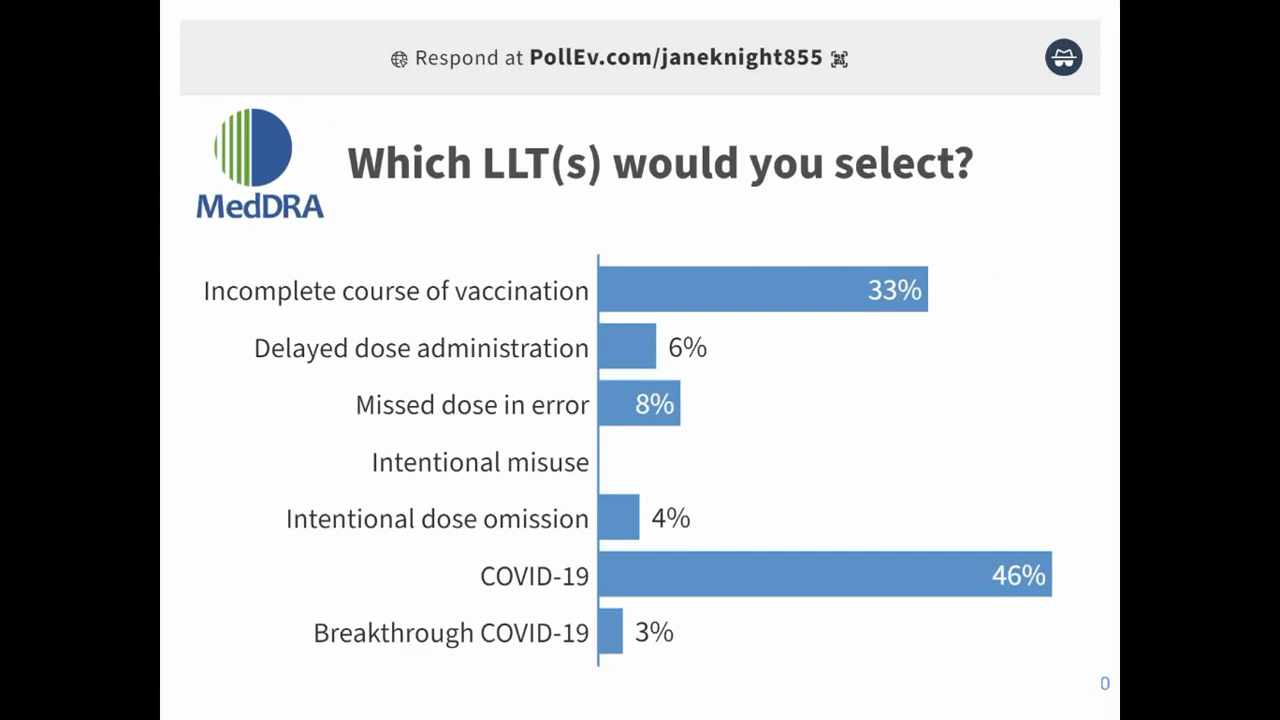 Respond at PollEv.com/janeknight855
MedDRA
Which LLT(s) would you select?
Incomplete course of vaccination 33%
Delayed dose administration 6%
Missed dose in error 8%
Intentional misuse
Intentional dose omission 4%
COVID-19 46%
Breakthrough COVID-19 3%
0